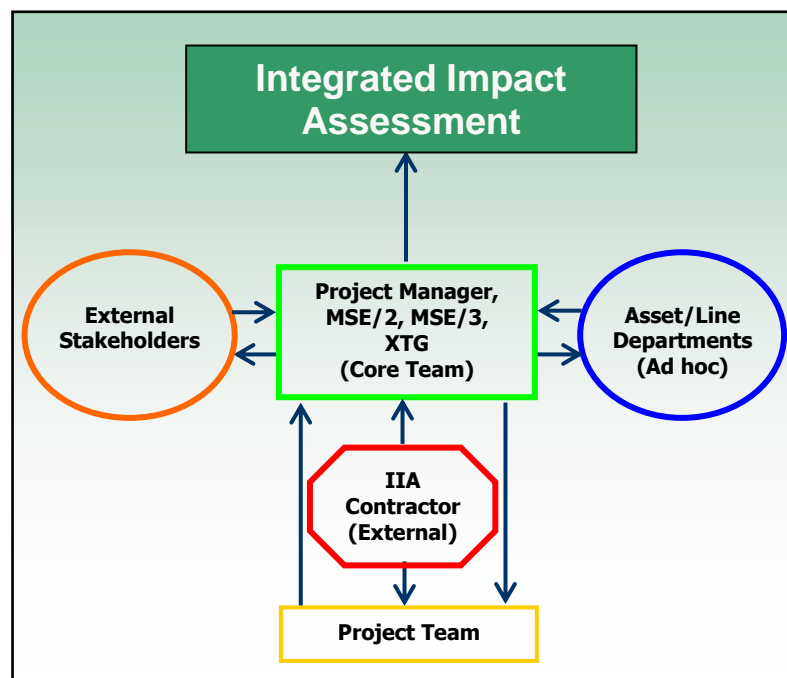 Integrated Impact
Assessment
External
Stakeholders
Project Manager,
MSE/2, MSE/3,
XTG
(Core Team)
Asset/Line
Departments
(Ad hoc)
IIA
Contractor
(External)
Project Team